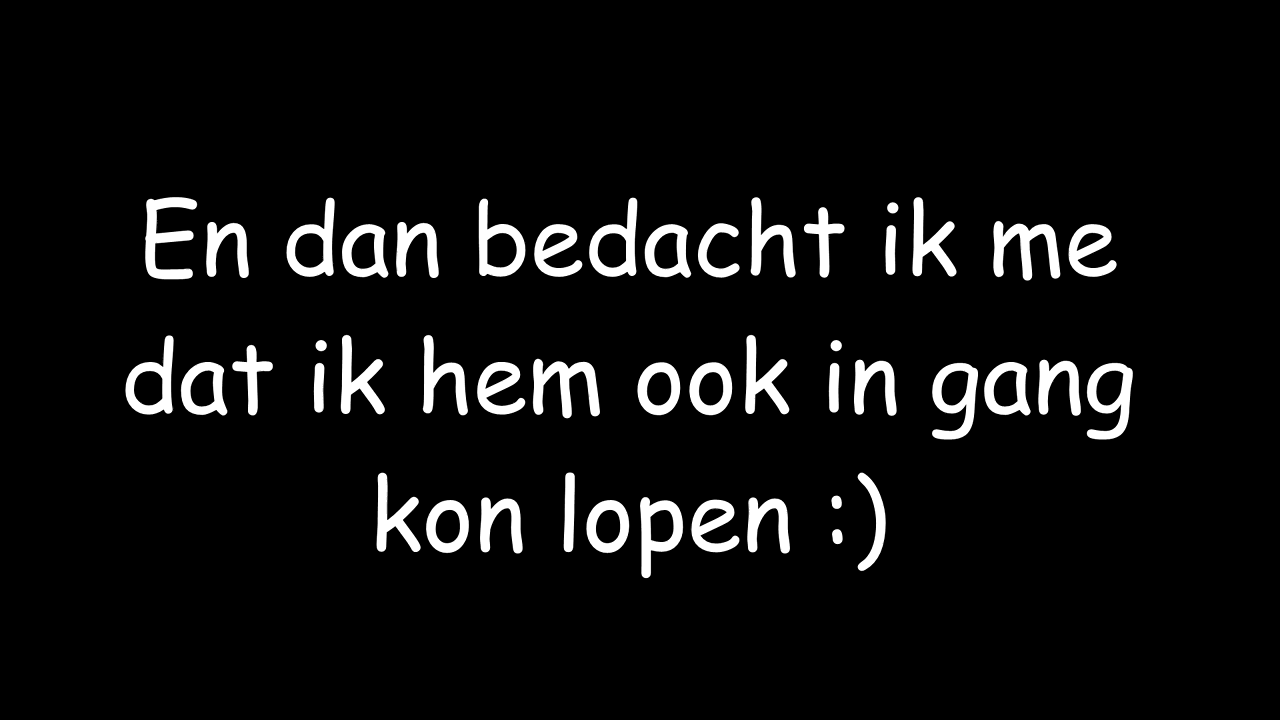 En dan bedacht ik me
dat ik hem ook in gang
kon lopen :)